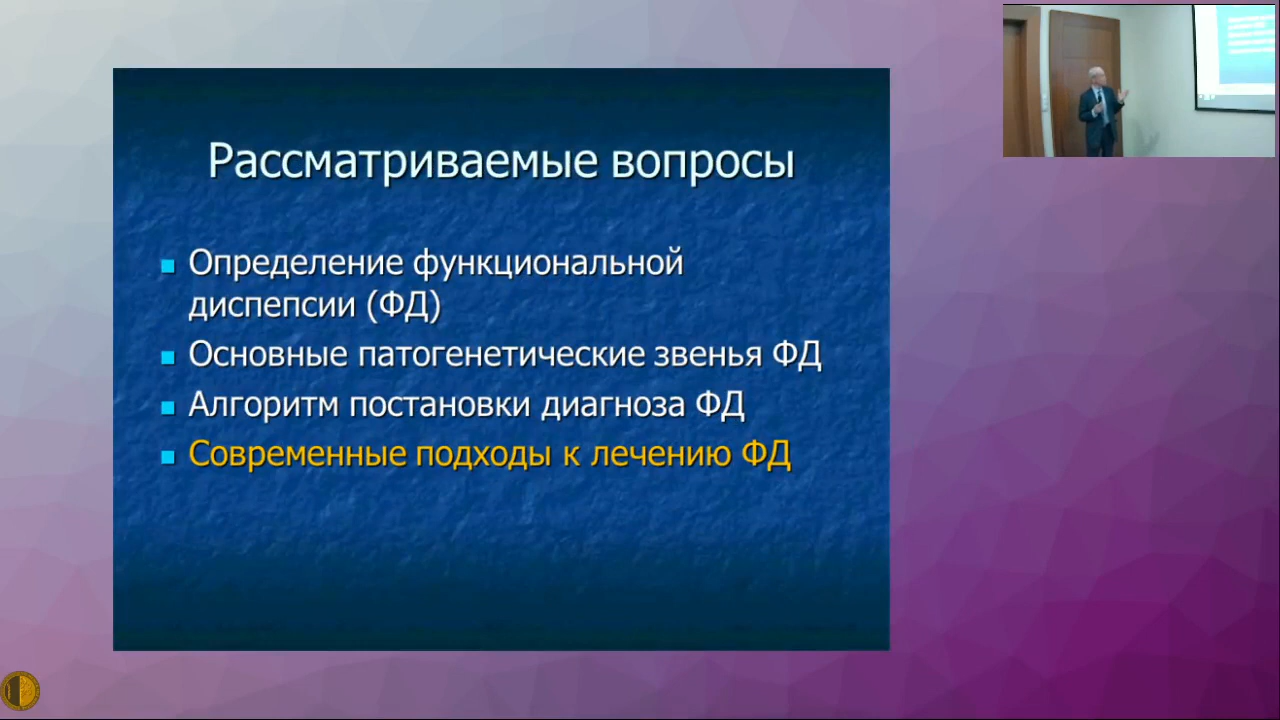 Рассматриваемые вопросы
Определение функциональной
диспепсии (ФД)
Основные патогенетические звенья ФД
Алгоритм постановки диагноза ФД
Современные подходы к лечению ФД